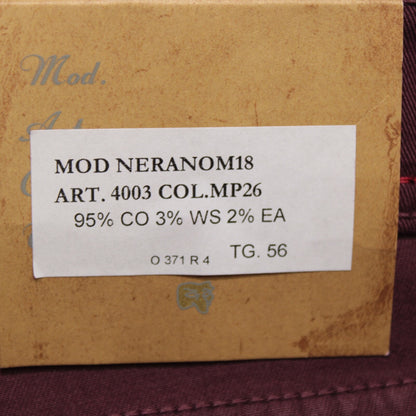 Mod.
MOD NERANOM18
ART. 4003 COL.MP26
95% CO 3% WS 2% EA
O 371 R 4 TG. 56